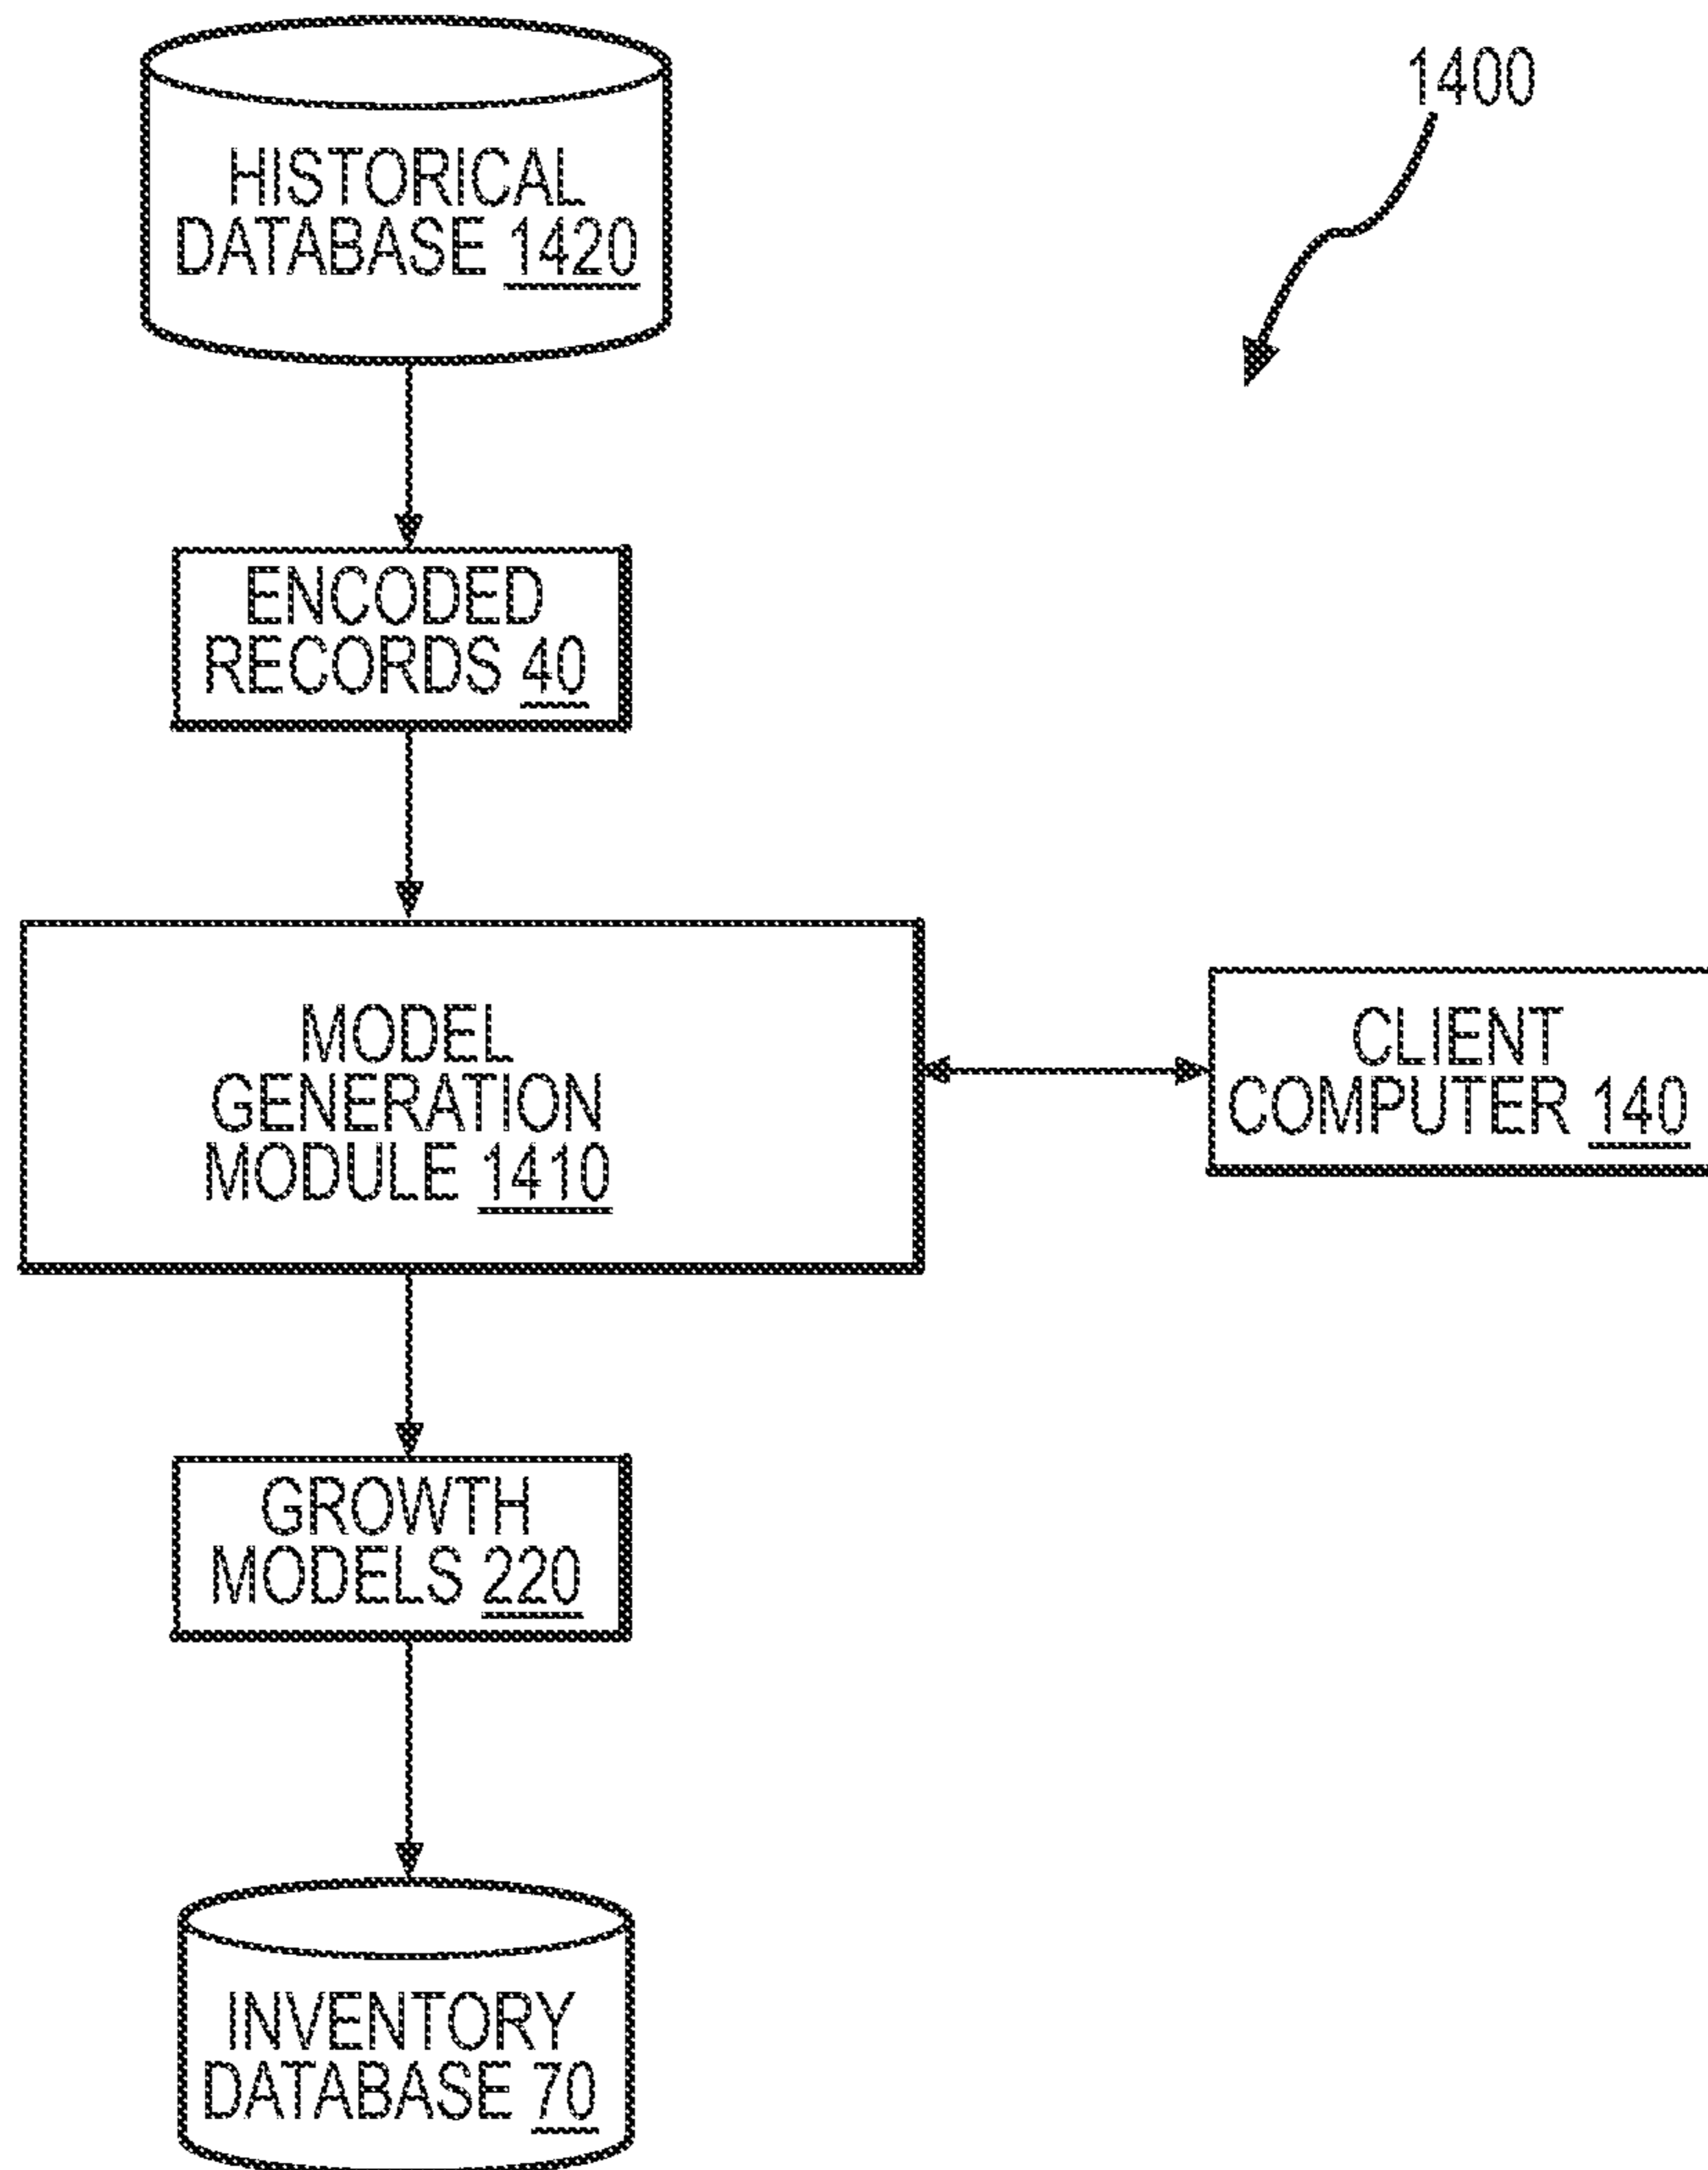 1400
HISTORICAL
DATABASE 1420
ENCODED
RECORDS 40
MODEL
GENERATION
MODULE 1410
CLIENT
COMPUTER 140
GROWTH
MODELS 220
INVENTORY
DATABASE 70